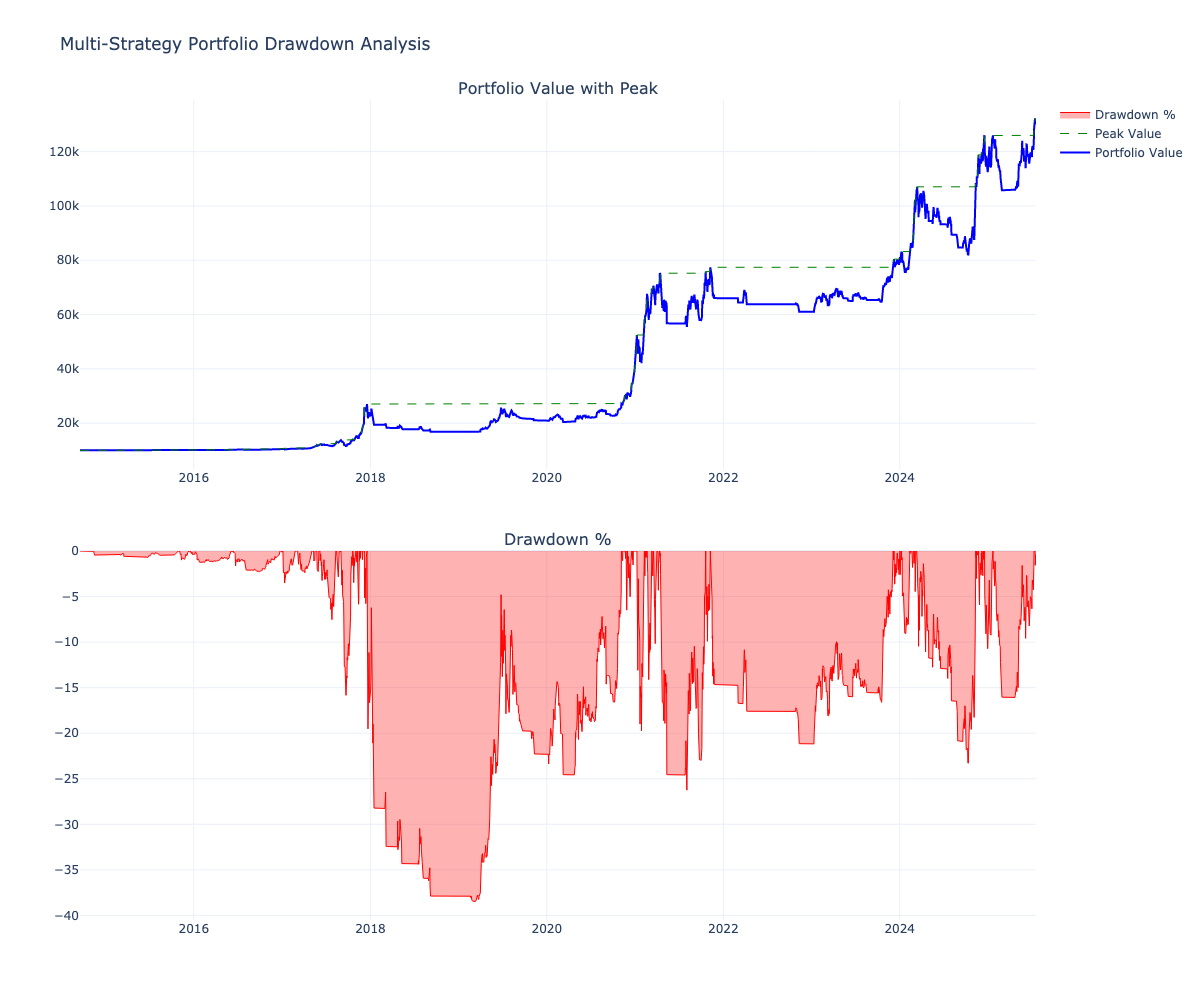 Multi-Strategy Portfolio Drawdown Analysis
Portfolio Value with Peak
Drawdown %
Peak Value
Portfolio Value
120k
100k
80k
60k
40k
20k
2016 2018 2020 2022 2024
Drawdown %
0
−5
−10
−15
−20
−25
−30
−35
−40
2016 2018 2020 2022 2024